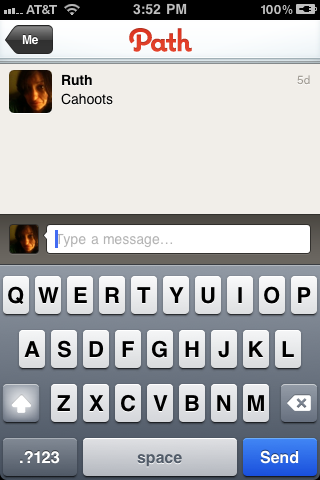 AT&T 3:52 PM 100%
Me Path
Ruth 5d
Cahoots
Type a message...
Q W E R T Y U I O P
A S D F G H J K L
Z X C V B N M
.?123 space Send